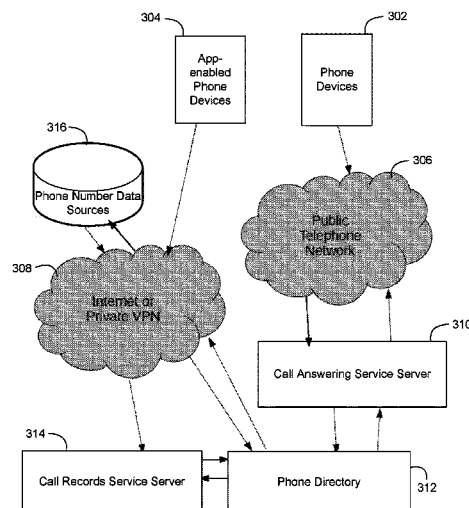 304
302
App-
enabled
Phone
Devices
Phone
Devices
316
306
Phone Number Data
Sources
Public
Telephone
Network
308
Internet or
Private VPN
310
Call Answering Service Server
314
Call Records Service Server
Phone Directory
312